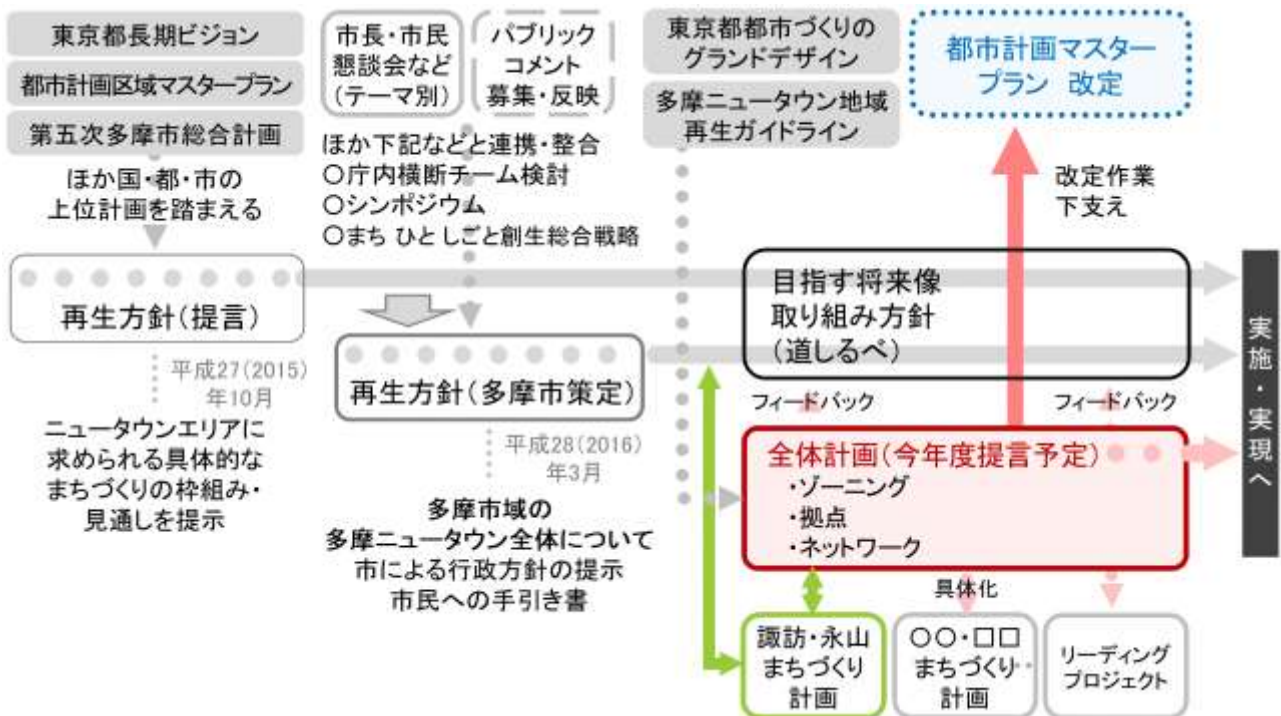 東京都長期ビジョン
都市計画区域マスタープラン
第五次多摩市総合計画
ほか国・都・市の
上位計画を踏まえる
再生方針(提言)
平成27(2015)
年10月
ニュータウンエリアに
求められる具体的な
まちづくりの枠組み・
見通しを提示
市長・市民
懇談会など
(テーマ別)
パブリック
コメント
募集・反映
ほか下記などと連携・整合
○庁内横断チーム検討
○シンポジウム
○まち ひと しごと創生総合戦略
再生方針(多摩市策定)
平成28(2016)
年3月
多摩市域の
多摩ニュータウン全体について
市による行政方針の提示
市民への手引き書
東京都都市づくりの
グランドデザイン
多摩ニュータウン地域
再生ガイドライン
都市計画マスター
プラン 改定
改定作業
下支え
目指す将来像
取り組み方針
(道しるべ)
フィードバック
フィードバック
全体計画(今年度提言予定)
・ゾーニング
・拠点
・ネットワーク
具体化
諏訪・永山
まちづくり
計画
○○・□□
まちづくり
計画
リーディング
プロジェクト
実施・実現へ